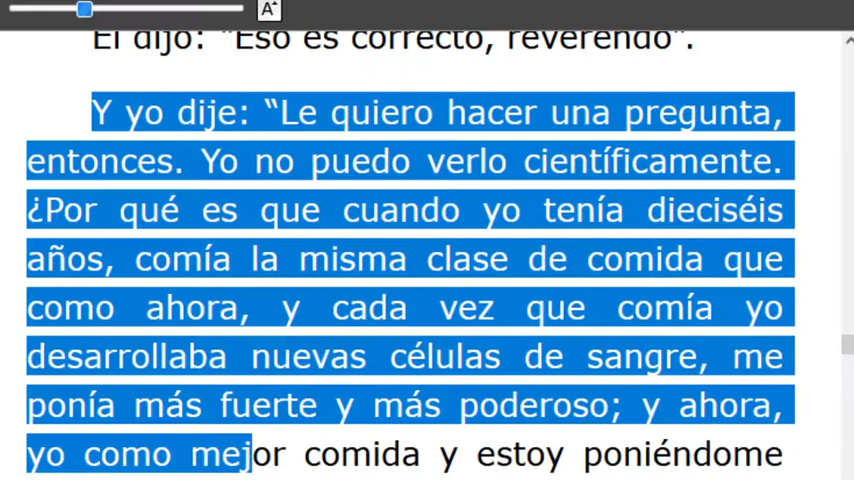 A
El dijo: "Eso es correcto, reverendo".
Y yo dije: “Le quiero hacer una pregunta,
entonces. Yo no puedo verlo científicamente.
¿Por qué es que cuando yo tenía dieciséis
años, comía la misma clase de comida que
como ahora, y cada vez que comía yo
desarrollaba nuevas células de sangre, me
ponía más fuerte y más poderoso; y ahora,
yo como mejor comida y estoy poniéndome